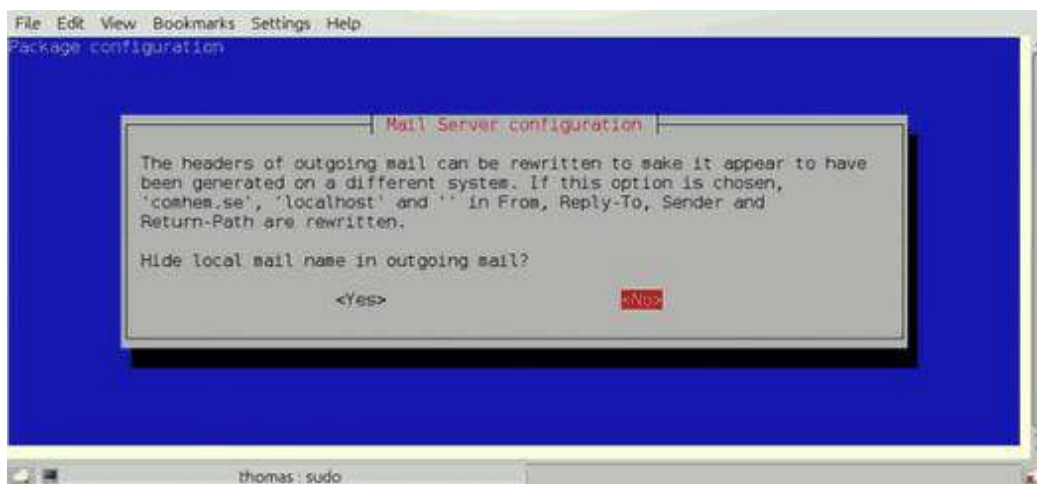 File Edit View Bookmarks Settings Help
Package configuration
Mail Server configuration
The headers of outgoing mail can be rewritten to make it appear to have
been generated on a different system. If this option is chosen,
'comhem.se', 'localhost' and '' in From, Reply-To, Sender and
Return-Path are rewritten.
Hide local mail name in outgoing mail?
<Yes> <No>
thomas : sudo